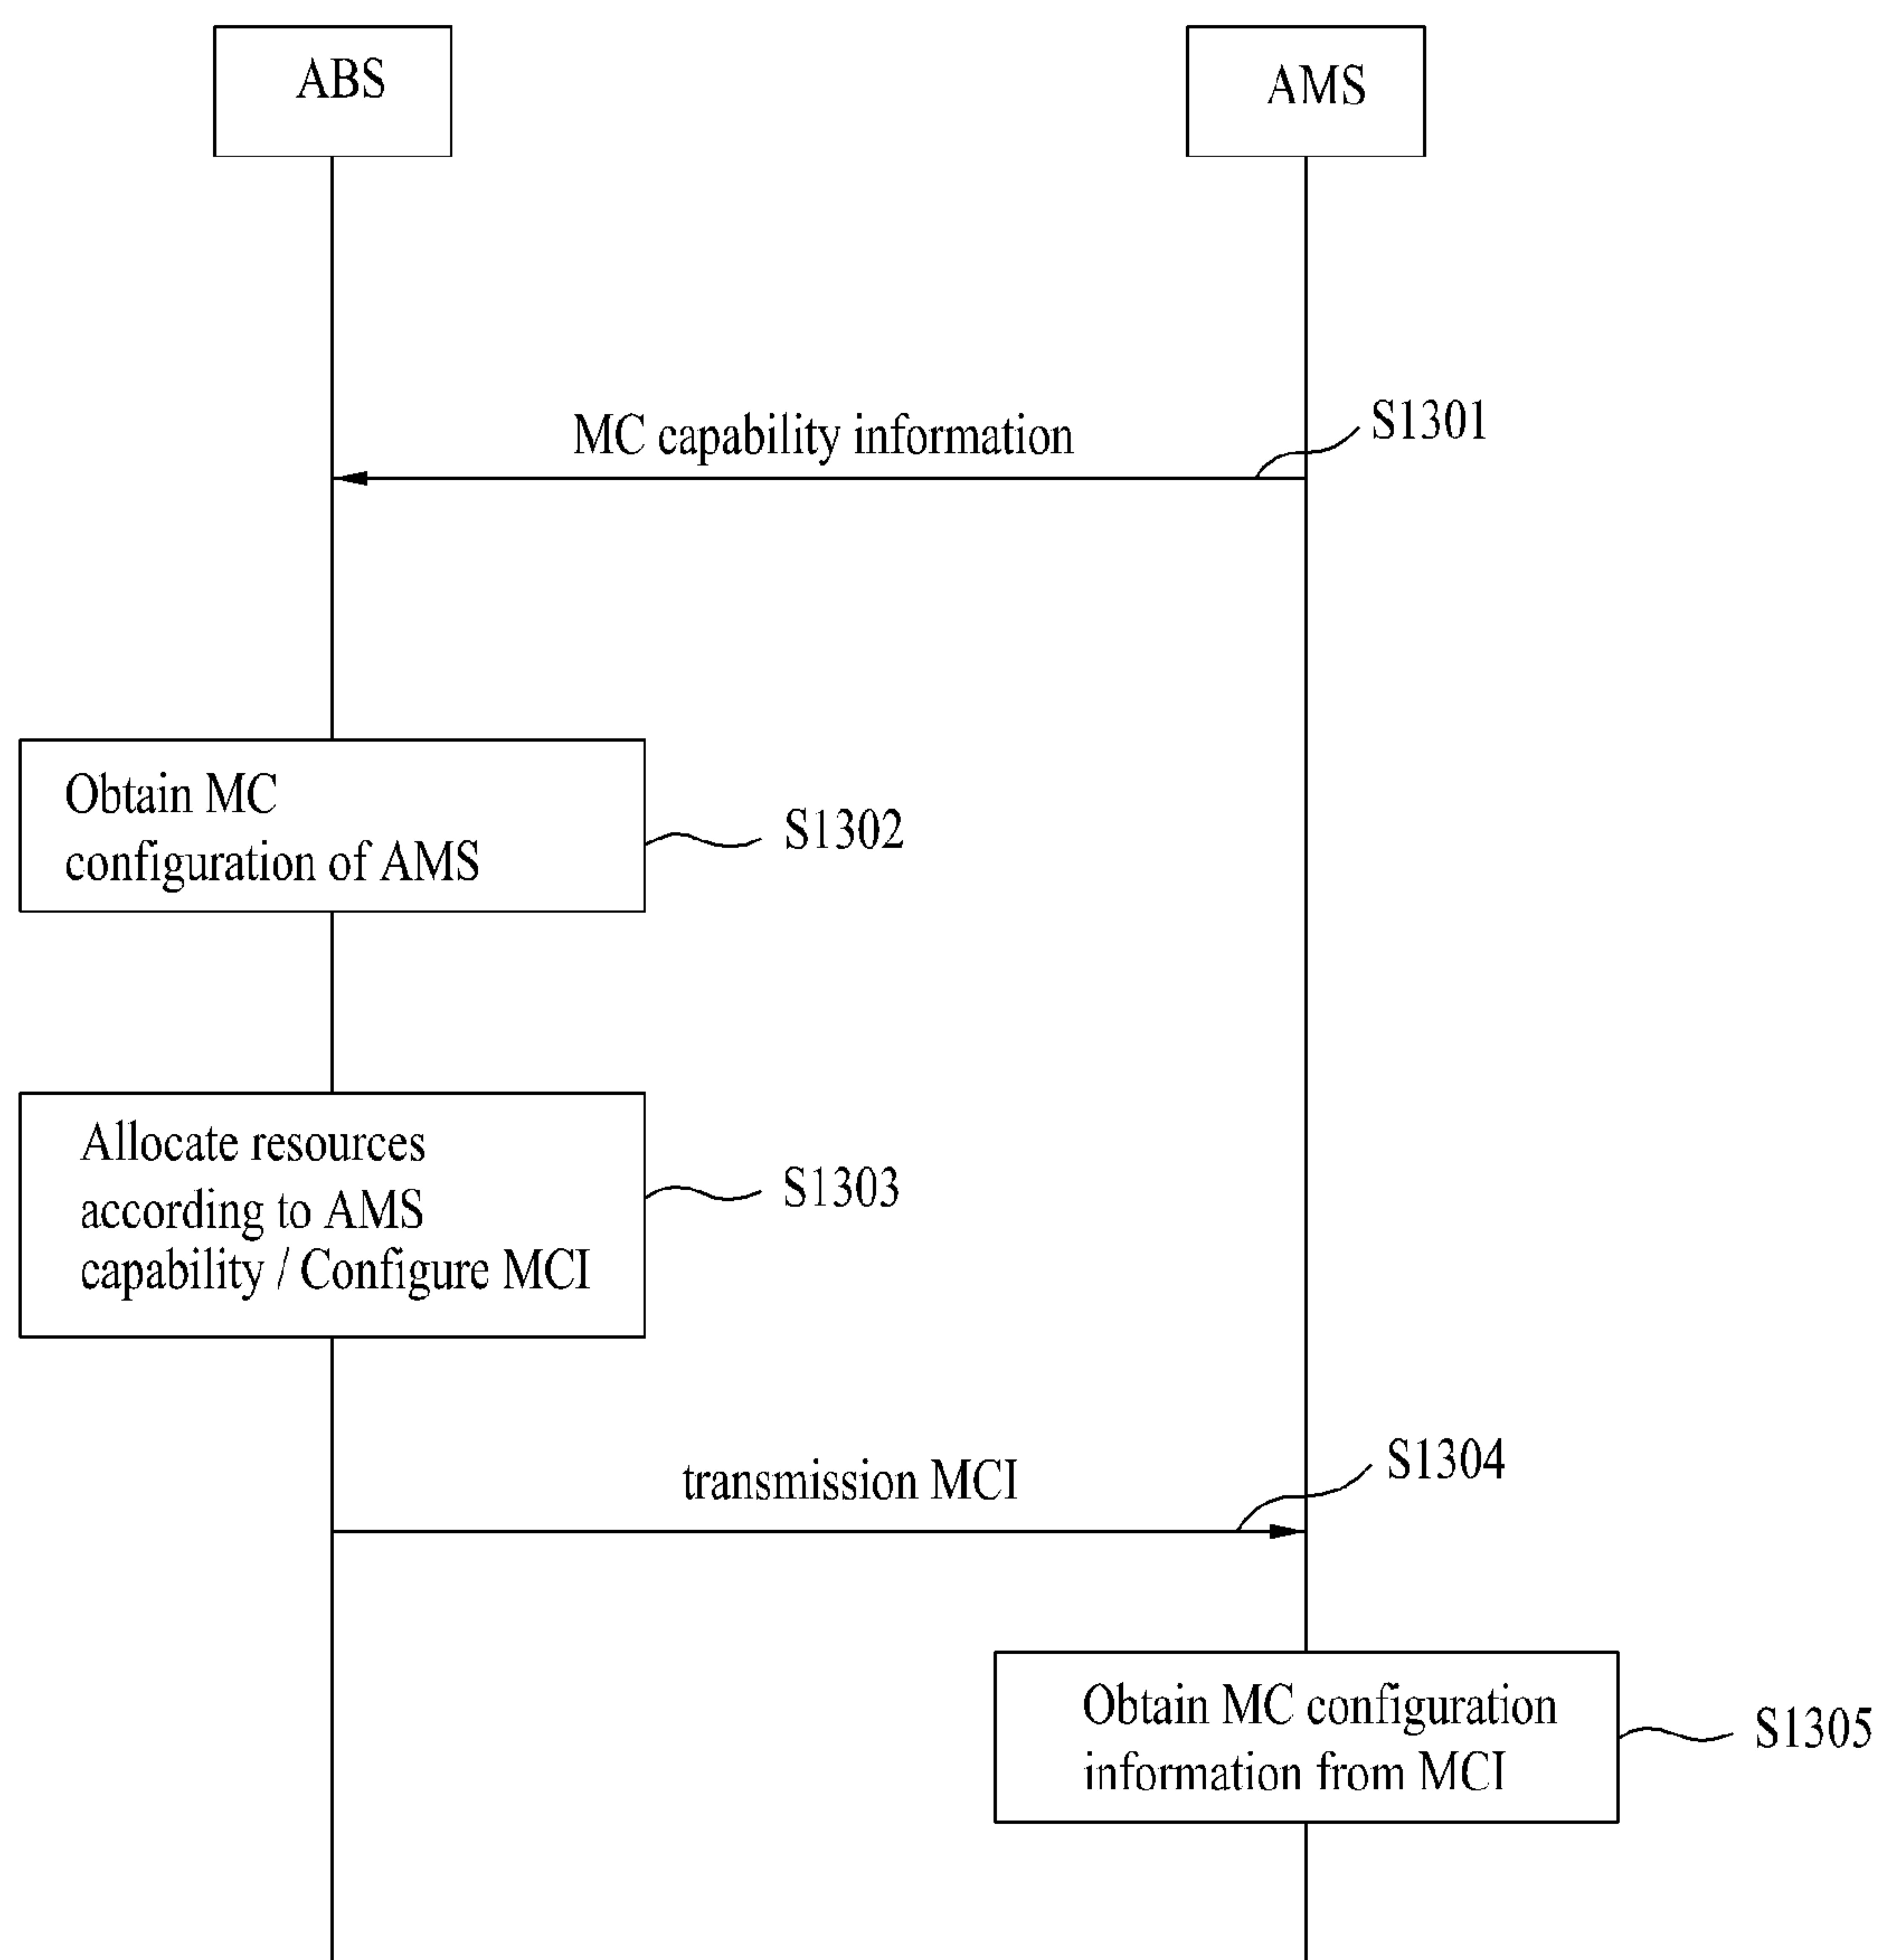 ABS
AMS
MC capability information
S1301
Obtain MC
configuration of AMS
S1302
Allocate resources
according to AMS
capability / Configure MCI
S1303
transmission MCI
S1304
Obtain MC configuration
information from MCI
S1305